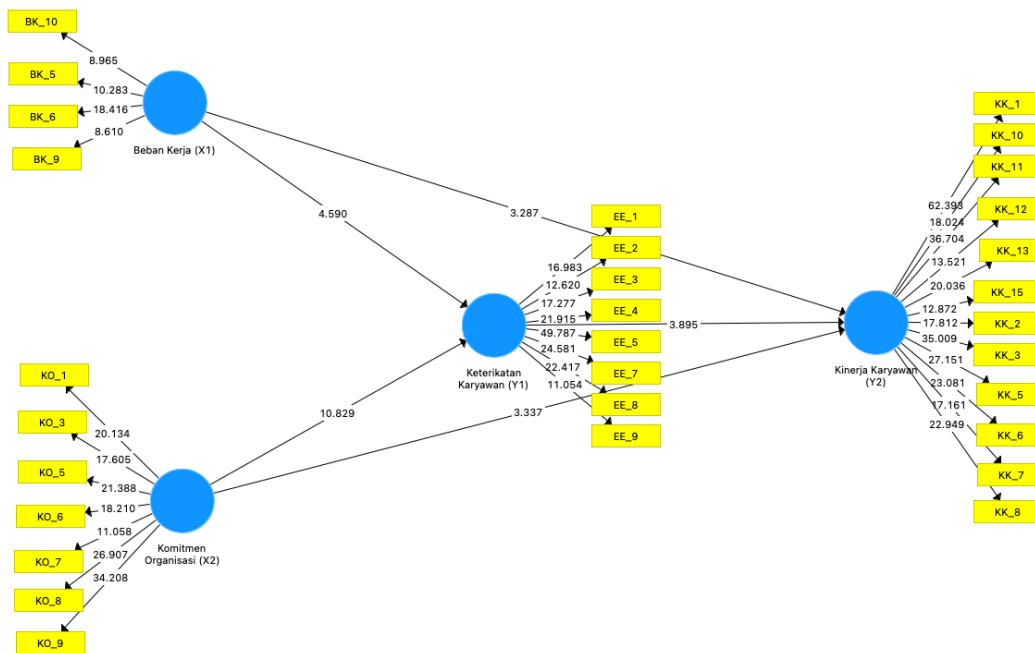 BK_10
BK_5
BK_6
BK_9
8.965
10.283
18.416
8.610
Beban Kerja (X1)
4.590
3.287
KO_1
KO_3
KO_5
KO_6
KO_7
KO_8
KO_9
20.134
17.605
21.388
18.210
11.058
26.907
34.208
Komitmen
Organisasi (X2)
10.829
3.337
EE_1
EE_2
EE_3
EE_4
EE_5
EE_7
EE_8
EE_9
16.983
12.620
17.277
21.915
49.787
24.581
22.417
11.054
Keterikatan
Karyawan (Y1)
3.895
KK_1
KK_10
KK_11
KK_12
KK_13
KK_15
KK_2
KK_3
KK_5
KK_6
KK_7
KK_8
62.393
18.024
36.704
13.521
20.036
12.872
17.812
35.009
27.151
23.081
17.161
22.949
Kinerja Karyawan
(Y2)